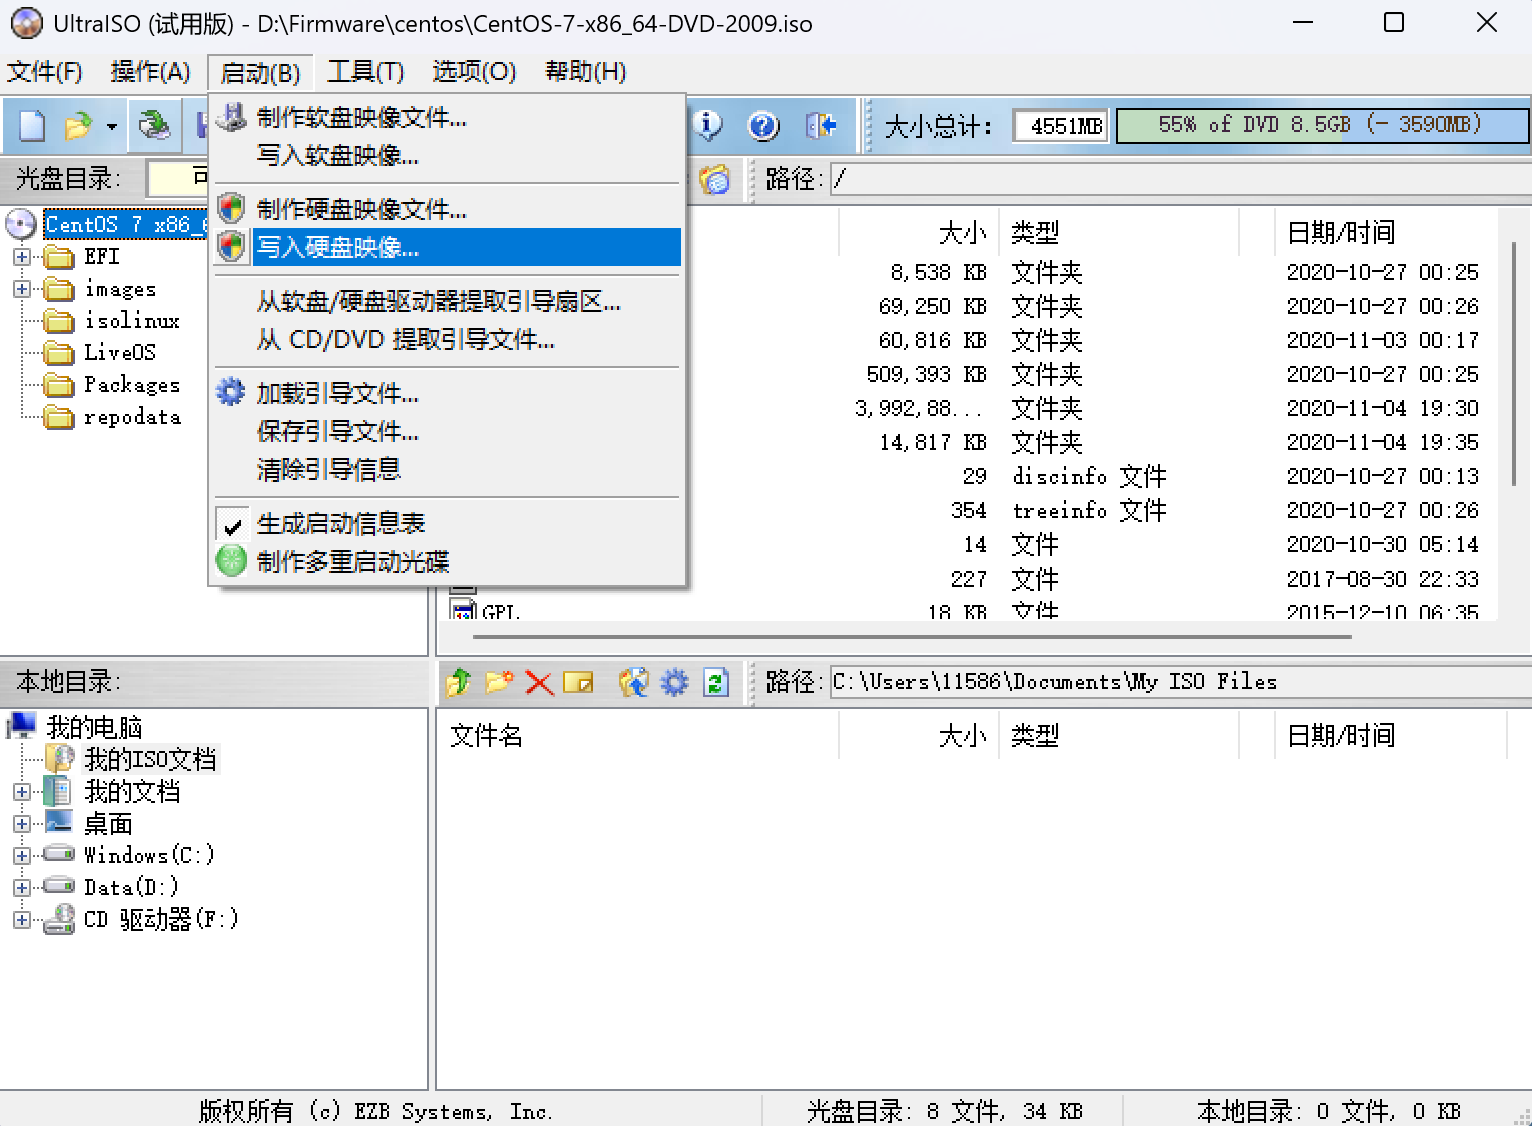 UltraISO (试用版) - D:\Firmware\centos\CentOS-7-x86_64-DVD-2009.iso
文件(F) 操作(A) 启动(B) 工具(T) 选项(O) 帮助(H)
大小总计: 4551MB 55% of DVD 8.5GB (- 3590MB)
光盘目录: 可 路径: /
制作软盘映像文件...
写入软盘映像...
制作硬盘映像文件...
写入硬盘映像...
从软盘/硬盘驱动器提取引导扇区...
从 CD/DVD 提取引导文件...
加载引导文件...
保存引导文件...
清除引导信息
生成启动信息表
制作多重启动光碟
CentOS 7 x86_6
EFI
images
isolinux
LiveOS
Packages
repodata
大小 类型 日期/时间
8,538 KB 文件夹 2020-10-27 00:25
69,250 KB 文件夹 2020-10-27 00:26
60,816 KB 文件夹 2020-11-03 00:17
509,393 KB 文件夹 2020-10-27 00:25
3,992,88... 文件夹 2020-11-04 19:30
14,817 KB 文件夹 2020-11-04 19:35
29 discinfo 文件 2020-10-27 00:13
354 treeinfo 文件 2020-10-27 00:26
14 文件 2020-10-30 05:14
227 文件 2017-08-30 22:33
GPL 18 KB 文件 2015-12-10 06:35
本地目录: 路径: C:\Users\11586\Documents\My ISO Files
我的电脑
我的ISO文档
我的文档
桌面
Windows(C:)
Data(D:)
CD 驱动器(F:)
文件名 大小 类型 日期/时间
版权所有 (c) EZB Systems, Inc. 光盘目录: 8 文件, 34 KB 本地目录: 0 文件, 0 KB